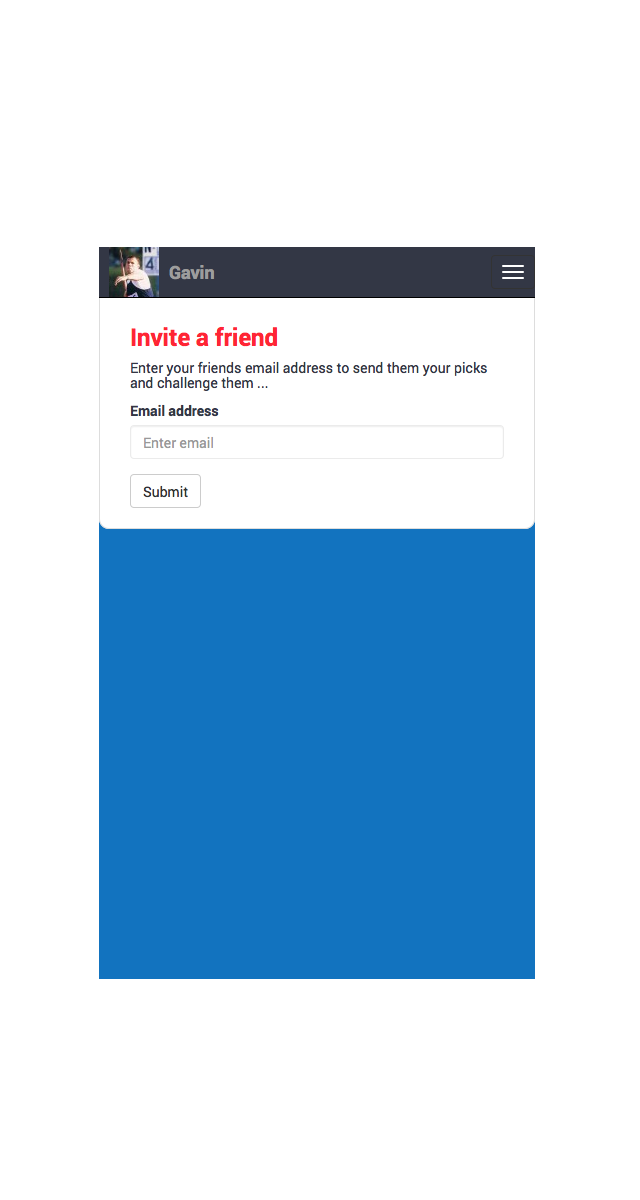 Gavin
Invite a friend
Enter your friends email address to send them your picks
and challenge them ...
Email address
Enter email
Submit